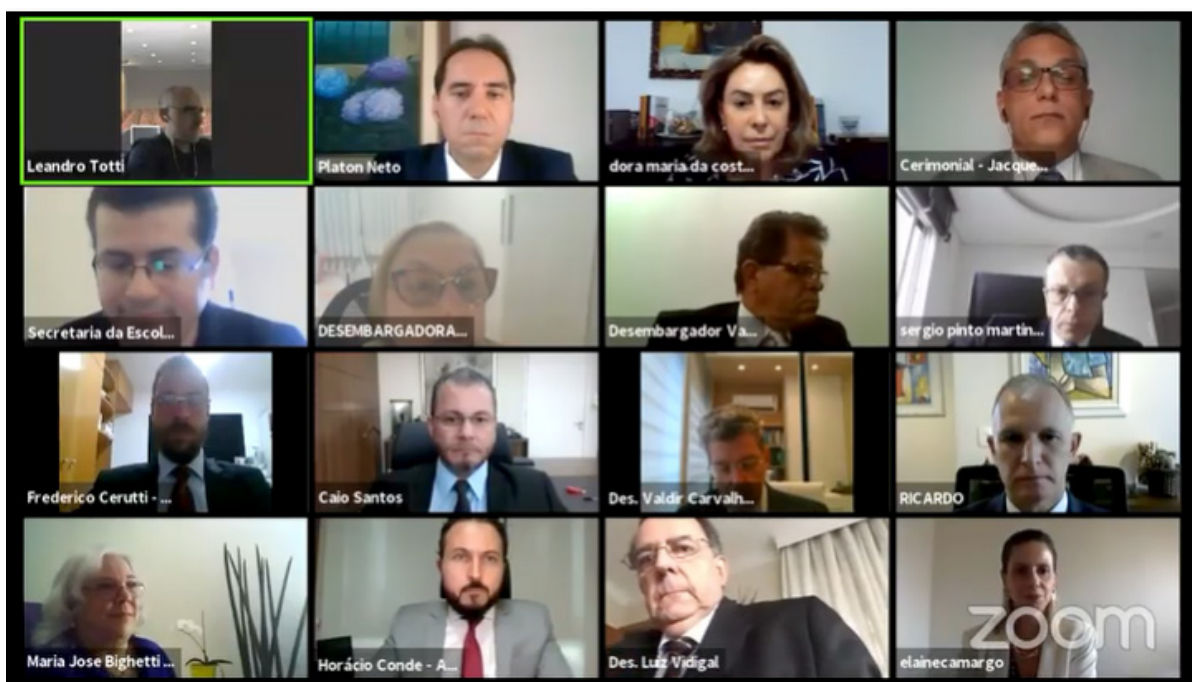 Leandro Totti
Platon Neto
dora maria da cost...
Cerimonial - Jacque...
Secretaria da Escol...
DESEMBARGADORA...
Desembargador Va...
sergio pinto martin...
Frederico Cerutti - ...
Caio Santos
Des. Valdir Carvalh...
RICARDO
Maria Jose Bighetti ...
Horácio Conde - A...
Des. Luiz Vidigal
elainecamargo
zoom